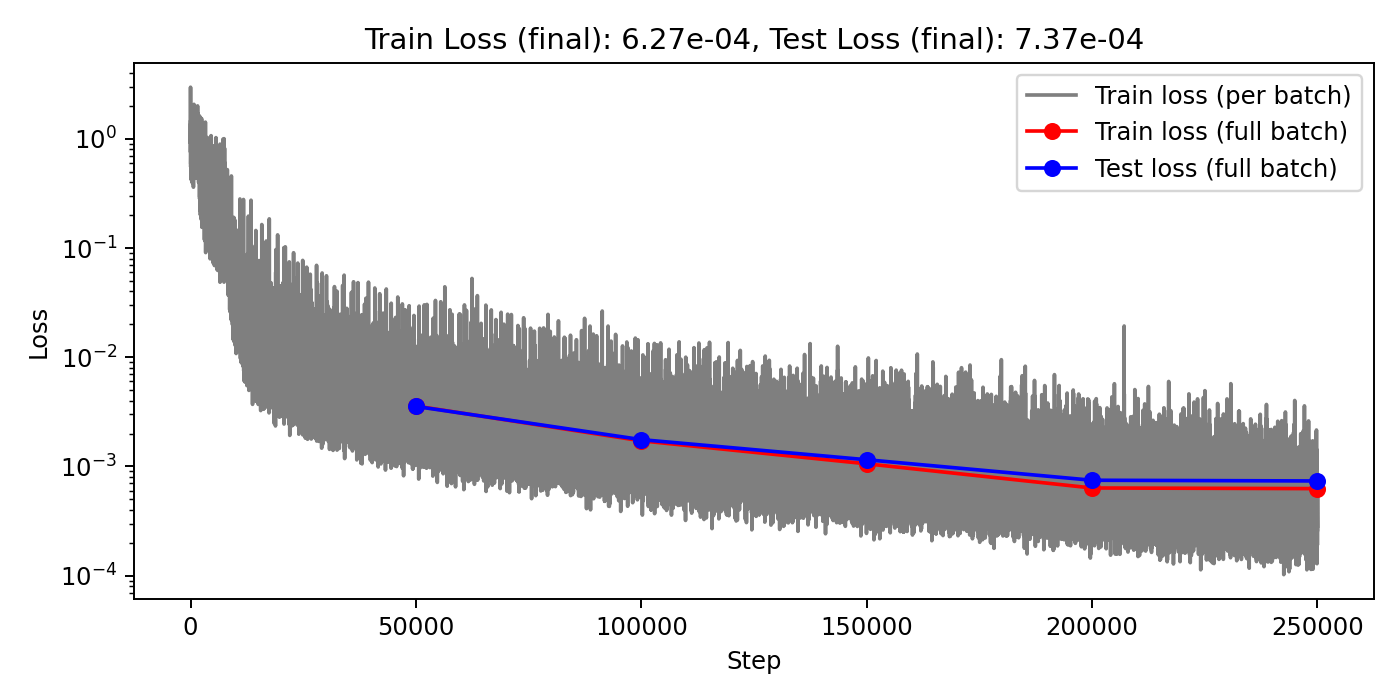 Train Loss (final): 6.27e-04, Test Loss (final): 7.37e-04
Train loss (per batch)
Train loss (full batch)
Test loss (full batch)
Loss
10⁰
10⁻¹
10⁻²
10⁻³
10⁻⁴
0 50000 100000 150000 200000 250000
Step